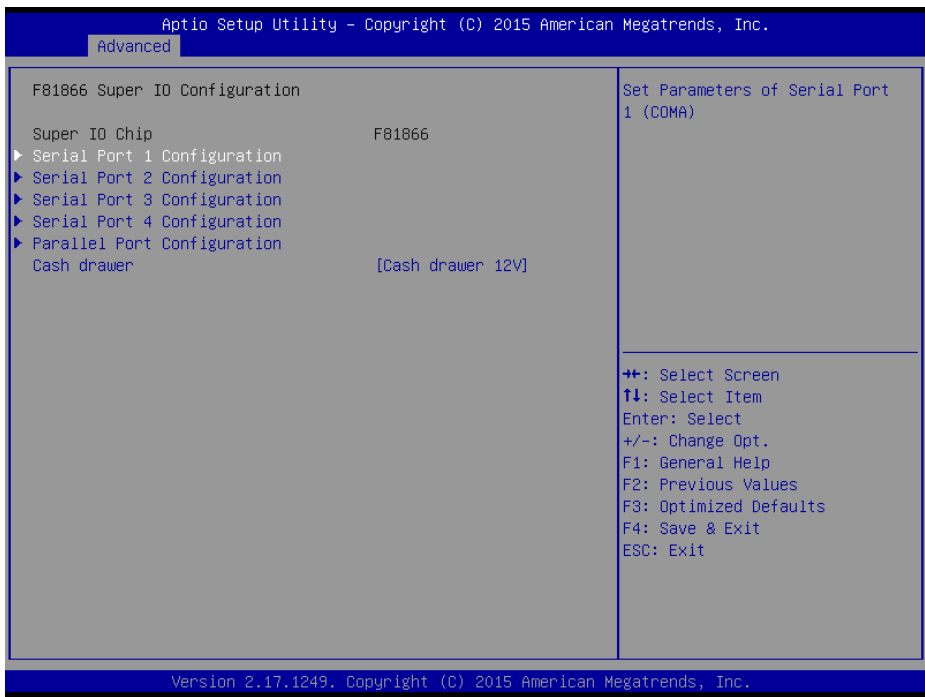 Aptio Setup Utility – Copyright (C) 2015 American Megatrends, Inc.
Advanced
F81866 Super IO Configuration
Super IO Chip F81866
▶ Serial Port 1 Configuration
▶ Serial Port 2 Configuration
▶ Serial Port 3 Configuration
▶ Serial Port 4 Configuration
▶ Parallel Port Configuration
Cash drawer [Cash drawer 12V]
Set Parameters of Serial Port
1 (COMA)
→←: Select Screen
↑↓: Select Item
Enter: Select
+/-: Change Opt.
F1: General Help
F2: Previous Values
F3: Optimized Defaults
F4: Save & Exit
ESC: Exit
Version 2.17.1249. Copyright (C) 2015 American Megatrends, Inc.